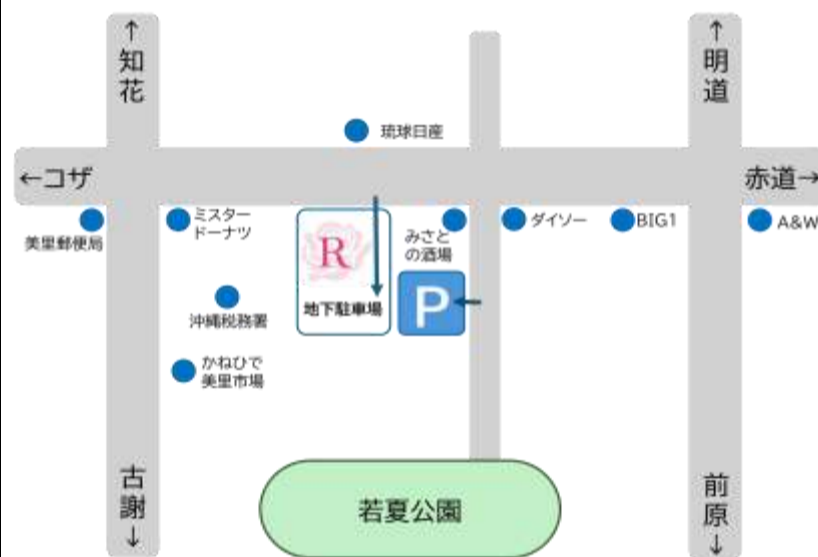 ↑
知
花
↑
明
道
琉球日産
←コザ
赤道→
美里郵便局
ミスター
ドーナツ
R
地下駐車場
みさと
の酒場
P
ダイソー
BIG1
A&W
沖縄税務署
かねひで
美里市場
古
謝
↓
前
原
↓
若夏公園